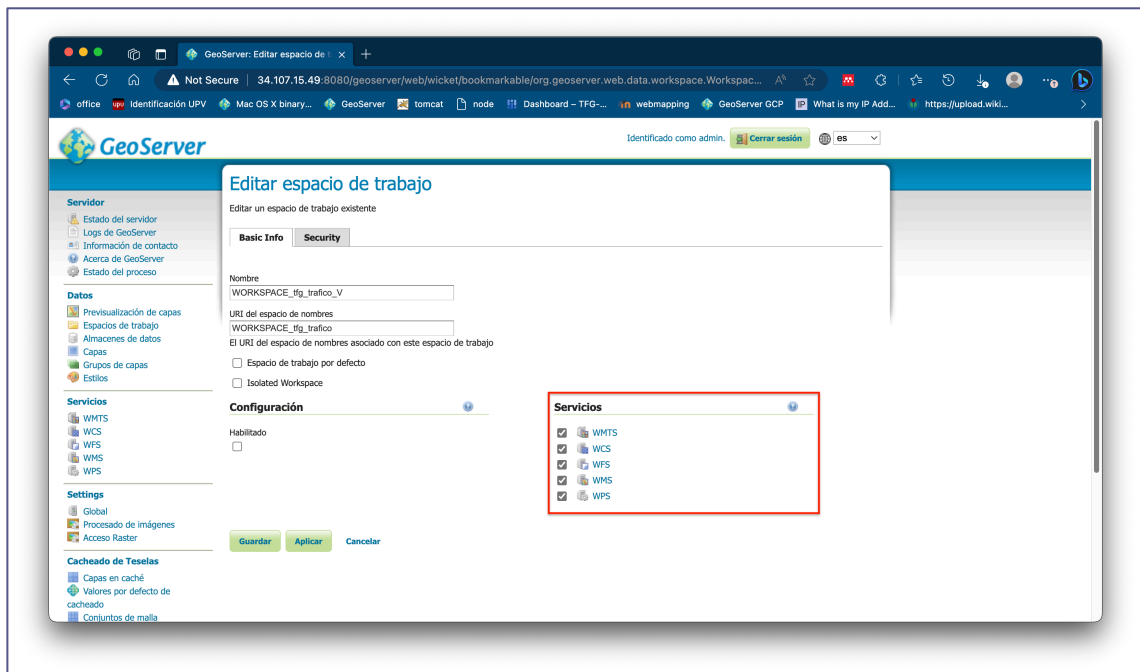 GeoServer: Editar espacio de t
Not Secure | 34.107.15.49:8080/geoserver/web/wicket/bookmarkable/org.geoserver.web.data.workspace.Workspac...
office Identificación UPV Mac OS X binary... GeoServer tomcat node Dashboard – TFG-... webmapping GeoServer GCP What is my IP Add... https://upload.wiki...
GeoServer
Identificado como admin. Cerrar sesión es
Editar espacio de trabajo
Editar un espacio de trabajo existente
Basic Info Security
Nombre
WORKSPACE_tfg_trafico_V
URI del espacio de nombres
WORKSPACE_tfg_trafico
El URI del espacio de nombres asociado con este espacio de trabajo
Espacio de trabajo por defecto
Isolated Workspace
Configuración
Habilitado
Servicios
WMTS
WCS
WFS
WMS
WPS
Guardar Aplicar Cancelar
Servidor
Estado del servidor
Logs de GeoServer
Información de contacto
Acerca de GeoServer
Estado del proceso
Datos
Previsualización de capas
Espacios de trabajo
Almacenes de datos
Capas
Grupos de capas
Estilos
Servicios
WMTS
WCS
WFS
WMS
WPS
Settings
Global
Procesado de imágenes
Acceso Raster
Cacheado de Teselas
Capas en caché
Valores por defecto de
cacheado
Conjuntos de malla